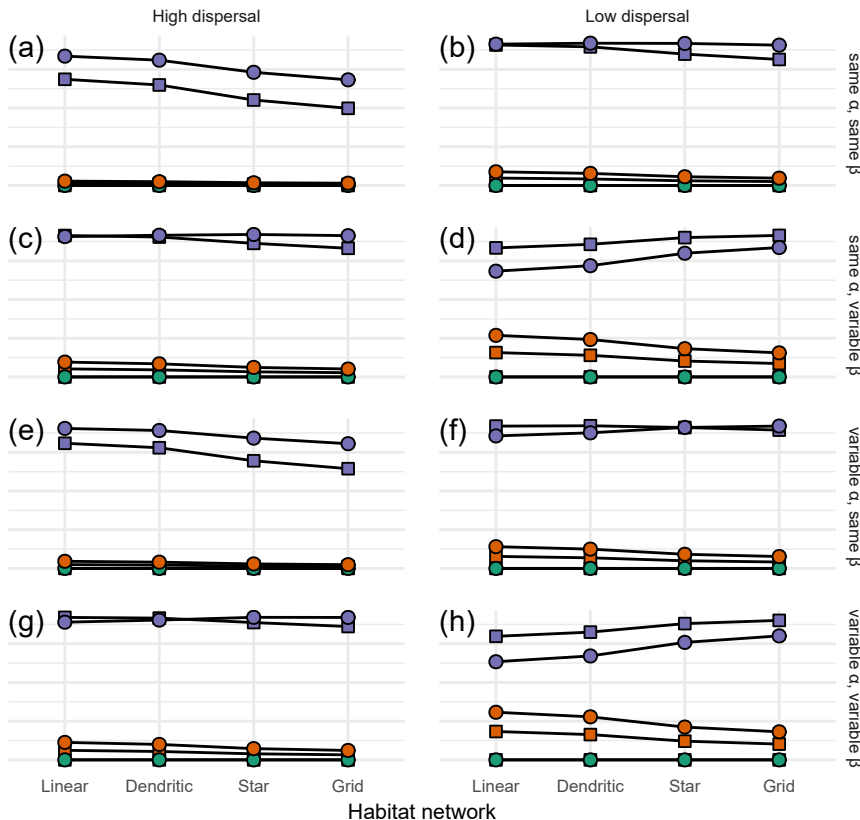 High dispersal
Low dispersal
(a)
(b)
same α, same β
(c)
(d)
same α, variable β
(e)
(f)
variable α, same β
(g)
(h)
variable α, variable β
Linear Dendritic Star Grid
Linear Dendritic Star Grid
Habitat network